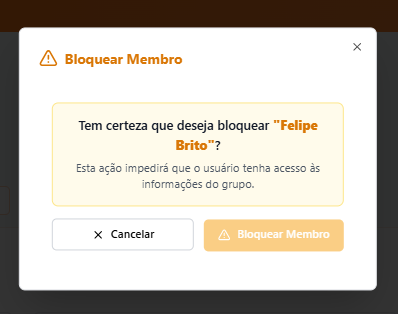 Bloquear Membro
Tem certeza que deseja bloquear "Felipe
Brito"?
Esta ação impedirá que o usuário tenha acesso às
informações do grupo.
Cancelar
Bloquear Membro